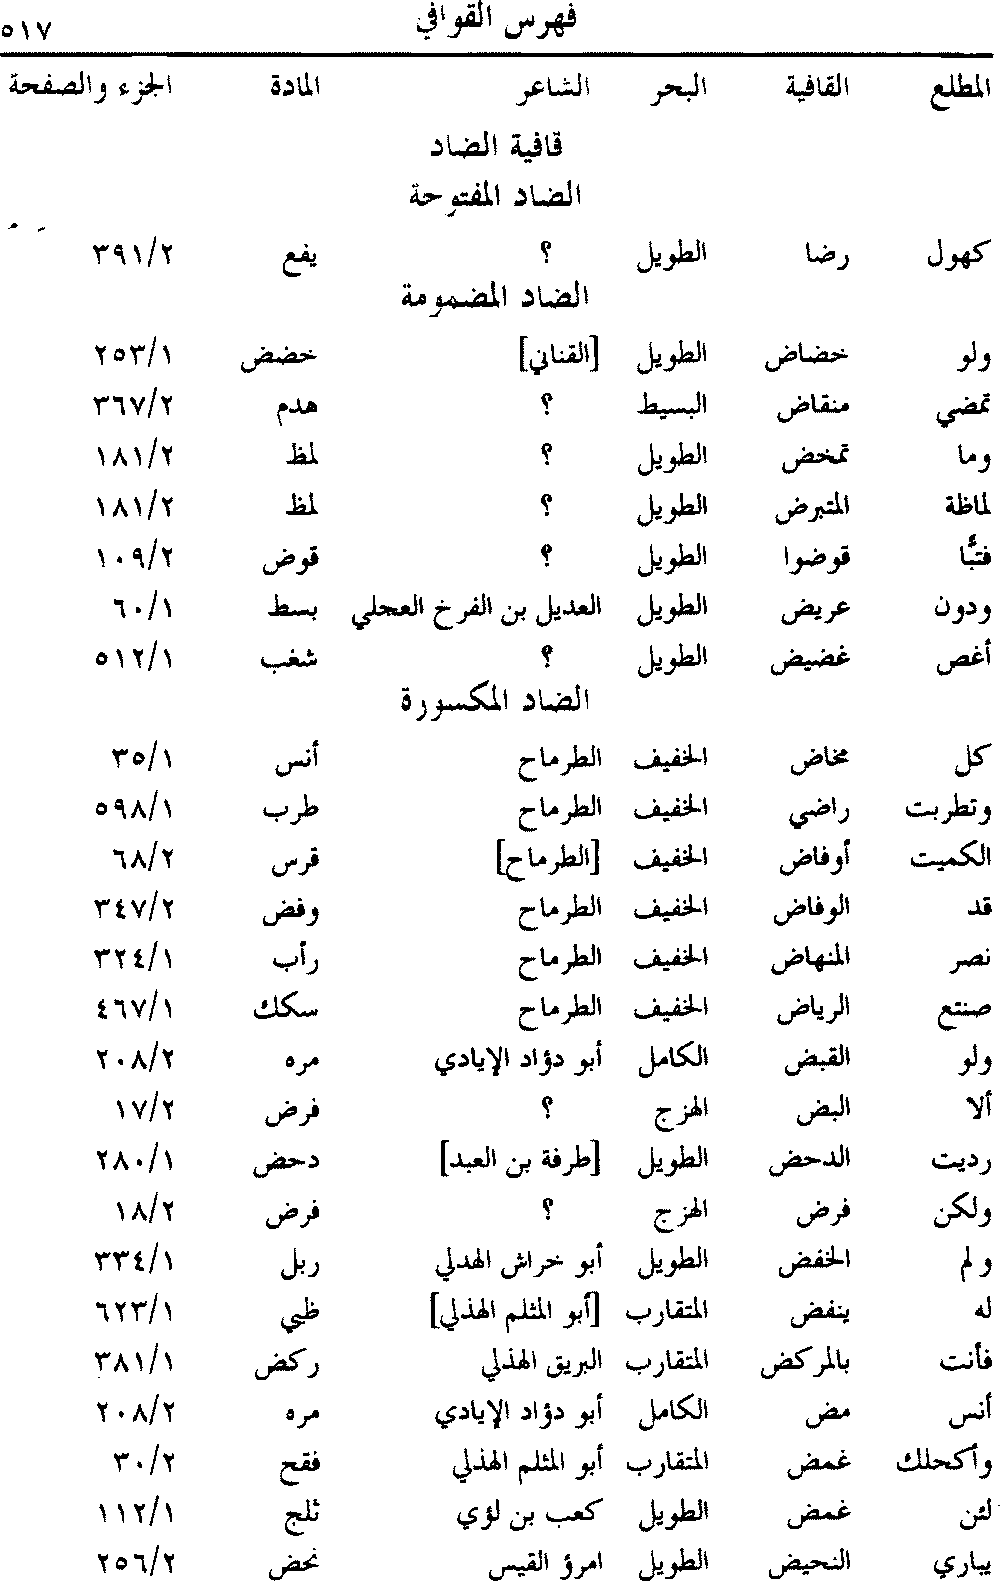 فهرس القوافي ٥١٧
المطلع القافية البحر الشاعر المادة الجزء والصفحة
قافية الضاد
الضاد المفتوحة
كهول رضا الطويل ؟ يفع ٣٩١/٢
الضاد المضمومة
ولو خضاض الطويل [القناني] خضض ٢٥٣/١
تمضي منقاض البسيط ؟ هدم ٣٦٧/٢
وما تمخض الطويل ؟ لمظ ١٨١/٢
لماظة المتبرض الطويل ؟ لمظ ١٨١/٢
فتبًّا قوضوا الطويل ؟ قوض ١٠٩/٢
ودون عريض الطويل العديل بن الفرخ العجلي بسط ٦٠/١
أغص غضيض الطويل ؟ شغب ٥١٢/١
الضاد المكسورة
كل مخاض الخفيف الطرماح أنس ٣٥/١
وتطربت راضي الخفيف الطرماح طرب ٥٩٨/١
الكميت أوفاض الخفيف [الطرماح] قرس ٦٨/٢
قد الوفاض الخفيف الطرماح وفض ٣٤٧/٢
نصر المنهاض الخفيف الطرماح رأب ٣٢٤/١
صنتع الرياض الخفيف الطرماح سكك ٤٦٧/١
ولو القبض الكامل أبو دؤاد الإيادي مره ٢٠٨/٢
ألا البض الهزج ؟ فرض ١٧/٢
رديت الدحض الطويل [طرفة بن العبد] دحض ٢٨٠/١
ولكن فرض الهزج ؟ فرض ١٨/٢
ولم الخفض الطويل أبو خراش الهدلي ربل ٣٣٤/١
له ينفض المتقارب [أبو المثلم الهذلي] ظبي ٦٢٣/١
فأنت بالمركض المتقارب البريق الهذلي ركض ٣٨١/١
أنس مض الكامل أبو دؤاد الإيادي مره ٢٠٨/٢
وأكحلك غمض المتقارب أبو المثلم الهذلي فقح ٣٠/٢
لئن غمض الطويل كعب بن لؤي ثلج ١١٢/١
يباري النحيض الطويل امرؤ القيس نحض ٢٥٦/٢